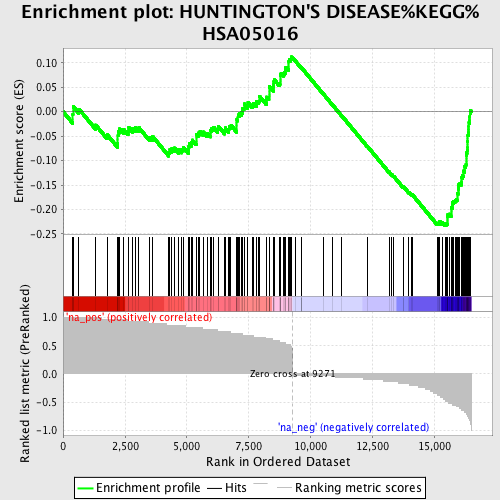 Enrichment plot: HUNTINGTON'S DISEASE%KEGG%
HSA05016
Enrichment score (ES)
0.10
0.05
0.00
-0.05
-0.10
-0.15
-0.20
-0.25
Ranked list metric (PreRanked)
1.0
0.5
0.0
-0.5
-1.0
'na_pos' (positively correlated)
Zero cross at 9271
'na_neg' (negatively correlated)
0
2,500
5,000
7,500
10,000
12,500
15,000
Rank in Ordered Dataset
Enrichment profile
Hits
Ranking metric scores